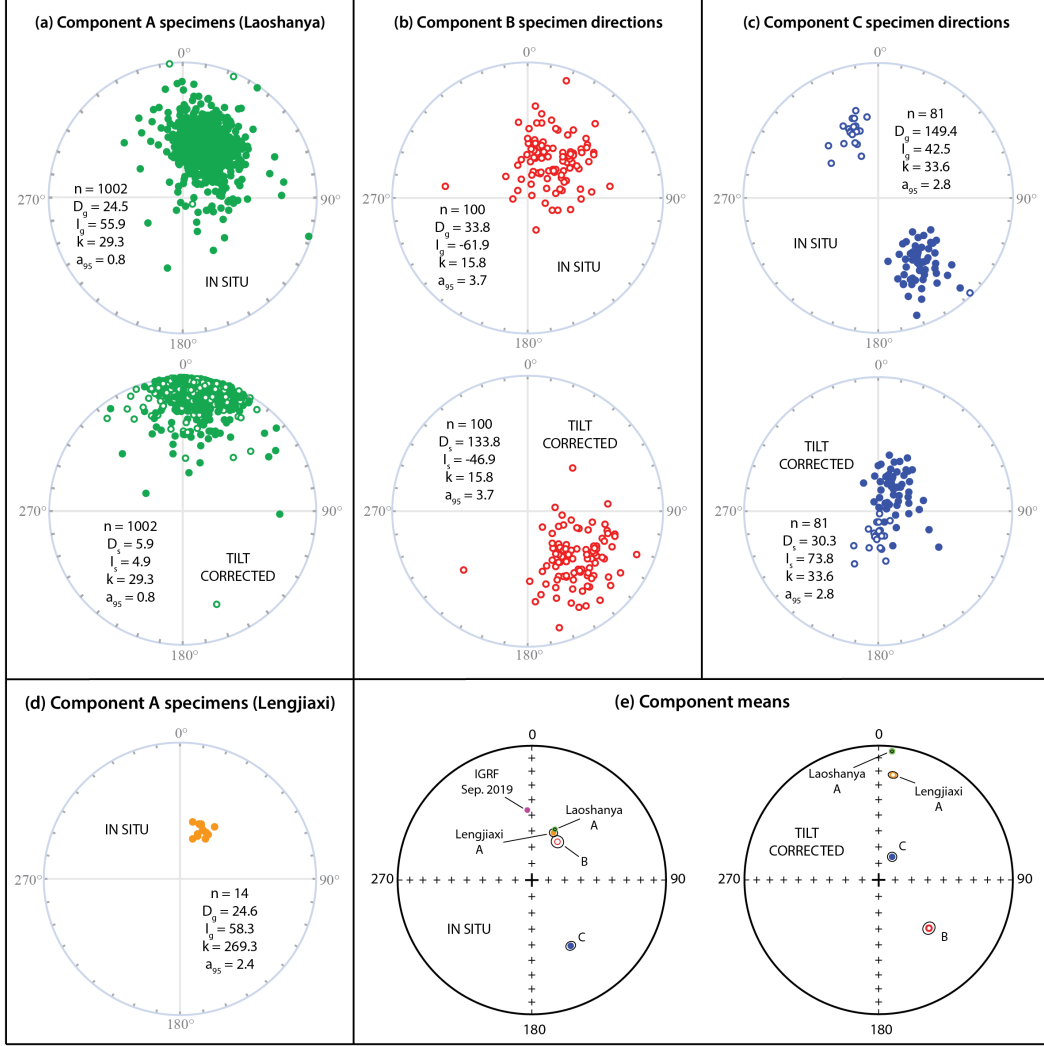 (a) Component A specimens (Laoshanya)
0°
270°
90°
n = 1002
Dg = 24.5
Ig = 55.9
k = 29.3
a95 = 0.8
IN SITU
180°
0°
270°
90°
n = 1002
Ds = 5.9
Is = 4.9
k = 29.3
a95 = 0.8
TILT
CORRECTED
180°
(b) Component B specimen directions
0°
270°
90°
n = 100
Dg = 33.8
Ig = -61.9
k = 15.8
a95 = 3.7
IN SITU
180°
0°
n = 100
Ds = 133.8
Is = -46.9
k = 15.8
a95 = 3.7
TILT
CORRECTED
270°
90°
180°
(c) Component C specimen directions
0°
n = 81
Dg = 149.4
Ig = 42.5
k = 33.6
a95 = 2.8
270°
90°
IN SITU
180°
0°
TILT
CORRECTED
270°
90°
n = 81
Ds = 30.3
Is = 73.8
k = 33.6
a95 = 2.8
180°
(d) Component A specimens (Lengjiaxi)
0°
IN SITU
270°
90°
n = 14
Dg = 24.6
Ig = 58.3
k = 269.3
a95 = 2.4
180°
(e) Component means
0
IGRF
Sep. 2019
Laoshanya
A
Lengjiaxi
A
B
270
90
IN SITU
C
180
0
Laoshanya
A
Lengjiaxi
A
TILT
CORRECTED
C
270
90
B
180